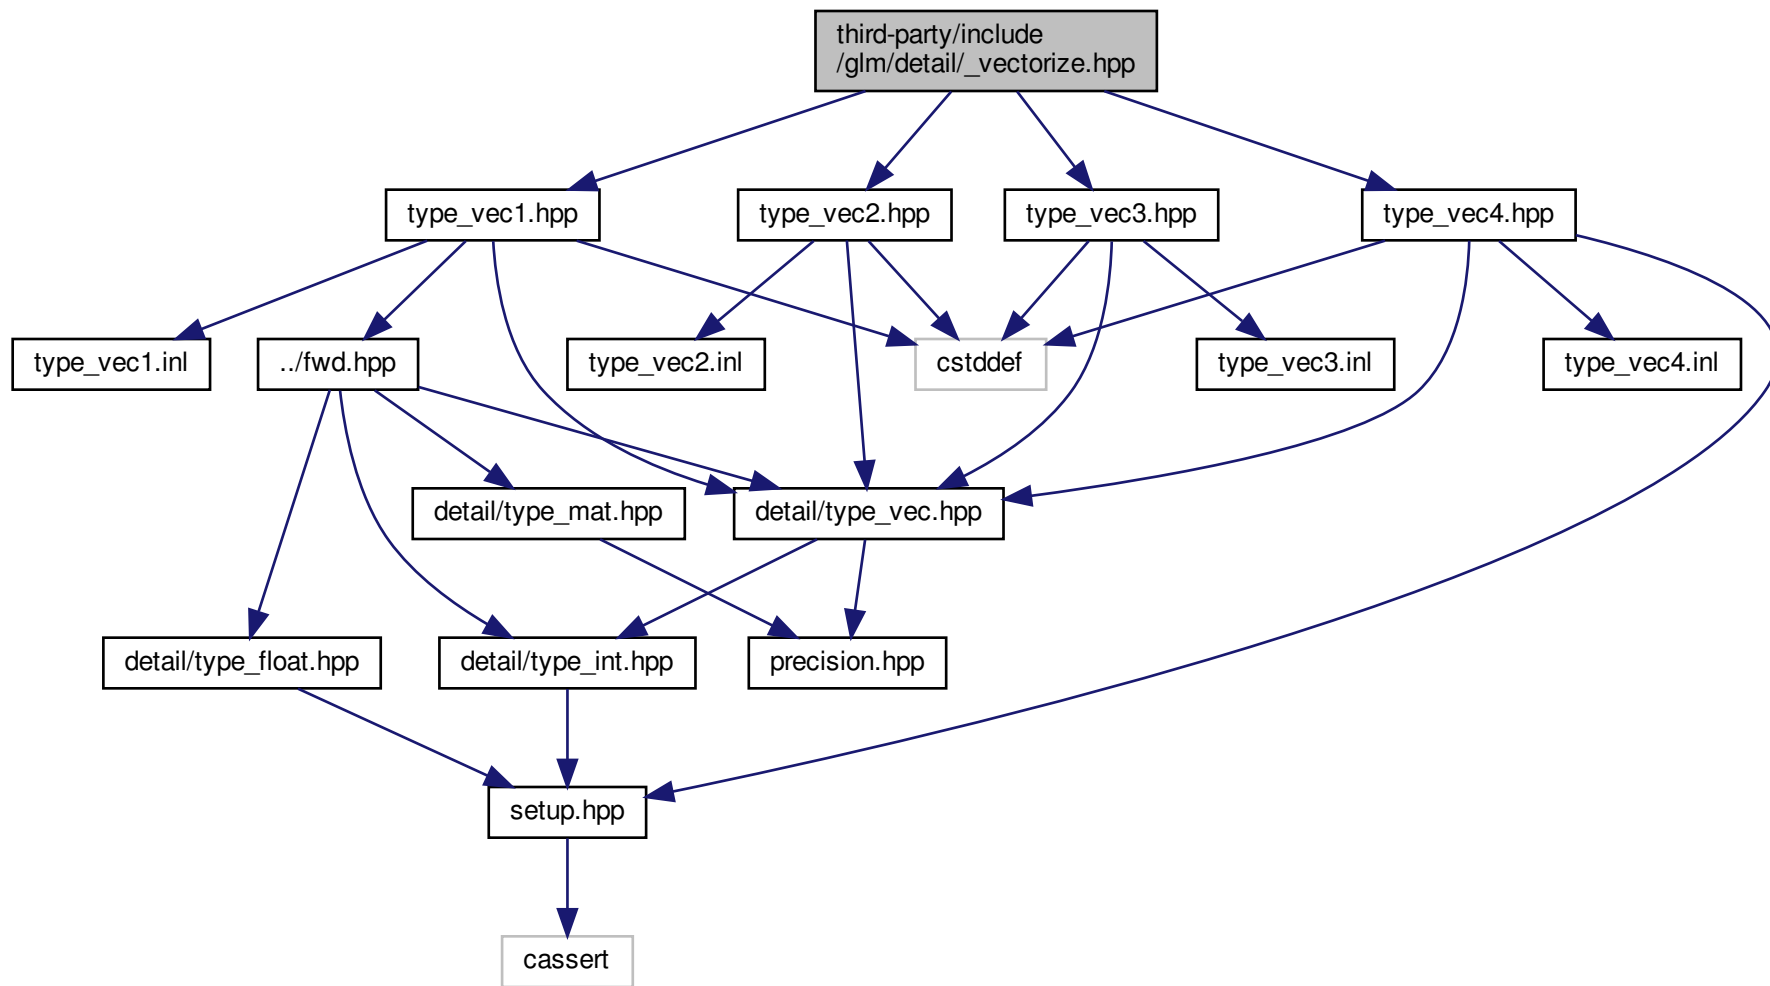 third-party/include
/glm/detail/_vectorize.hpp
type_vec1.hpp
type_vec2.hpp
type_vec3.hpp
type_vec4.hpp
type_vec1.inl
../fwd.hpp
type_vec2.inl
cstddef
type_vec3.inl
type_vec4.inl
detail/type_mat.hpp
detail/type_vec.hpp
detail/type_float.hpp
detail/type_int.hpp
precision.hpp
setup.hpp
cassert